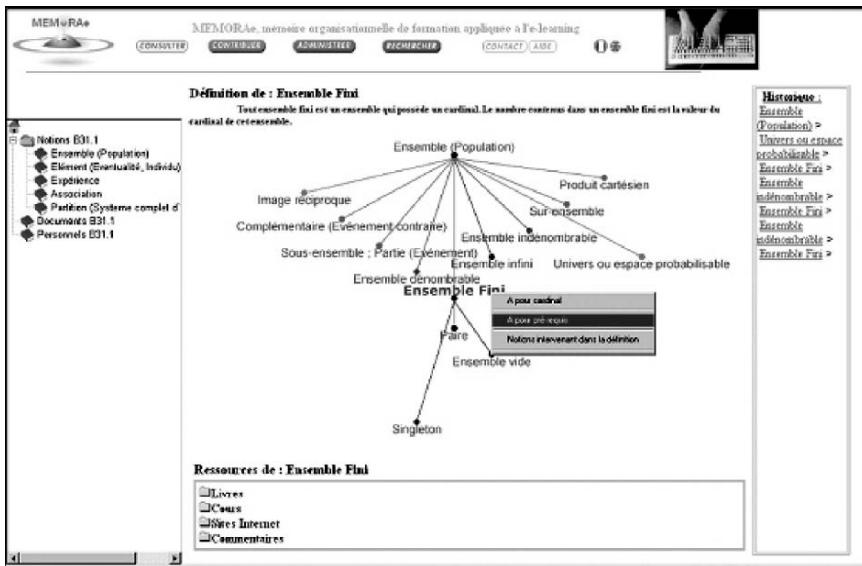 MEMORAe
MEMORAe, mémoire organisationnelle de formation appliquée à l'e-learning
CONSULTER CONTRIBUER ADMINISTRER RECHERCHER CONTACT AIDE
Définition de : Ensemble Fini
Tout ensemble fini est un ensemble qui possède un cardinal. Le nombre contenus dans un ensemble fini est la valeur du
cardinal de cet ensemble.
Notions B31.1
Ensemble (Population)
Elément (Eventualité, Individu)
Expérience
Association
Partition (Systeme complet d
Documents B31.1
Personnels B31.1
Ensemble (Population)
Produit cartésien
Image réciproque
Sur-ensemble
Complémentaire (Evénement contraire)
Ensemble indénombrable
Sous-ensemble ; Partie (Evénement)
Ensemble infini
Univers ou espace probabilisable
Ensemble dénombrable
Ensemble Fini
A pour cardinal
A pour pré-requis
Notions intervenant dans la définition
Paire
Ensemble vide
Singleton
Ressources de : Ensemble Fini
Livres
Cours
Sites Internet
Commentaires
Historique :
Ensemble
(Population) >
Univers ou espace
probabilisable >
Ensemble Fini >
Ensemble
indénombrable >
Ensemble Fini >
Ensemble
indénombrable >
Ensemble Fini >